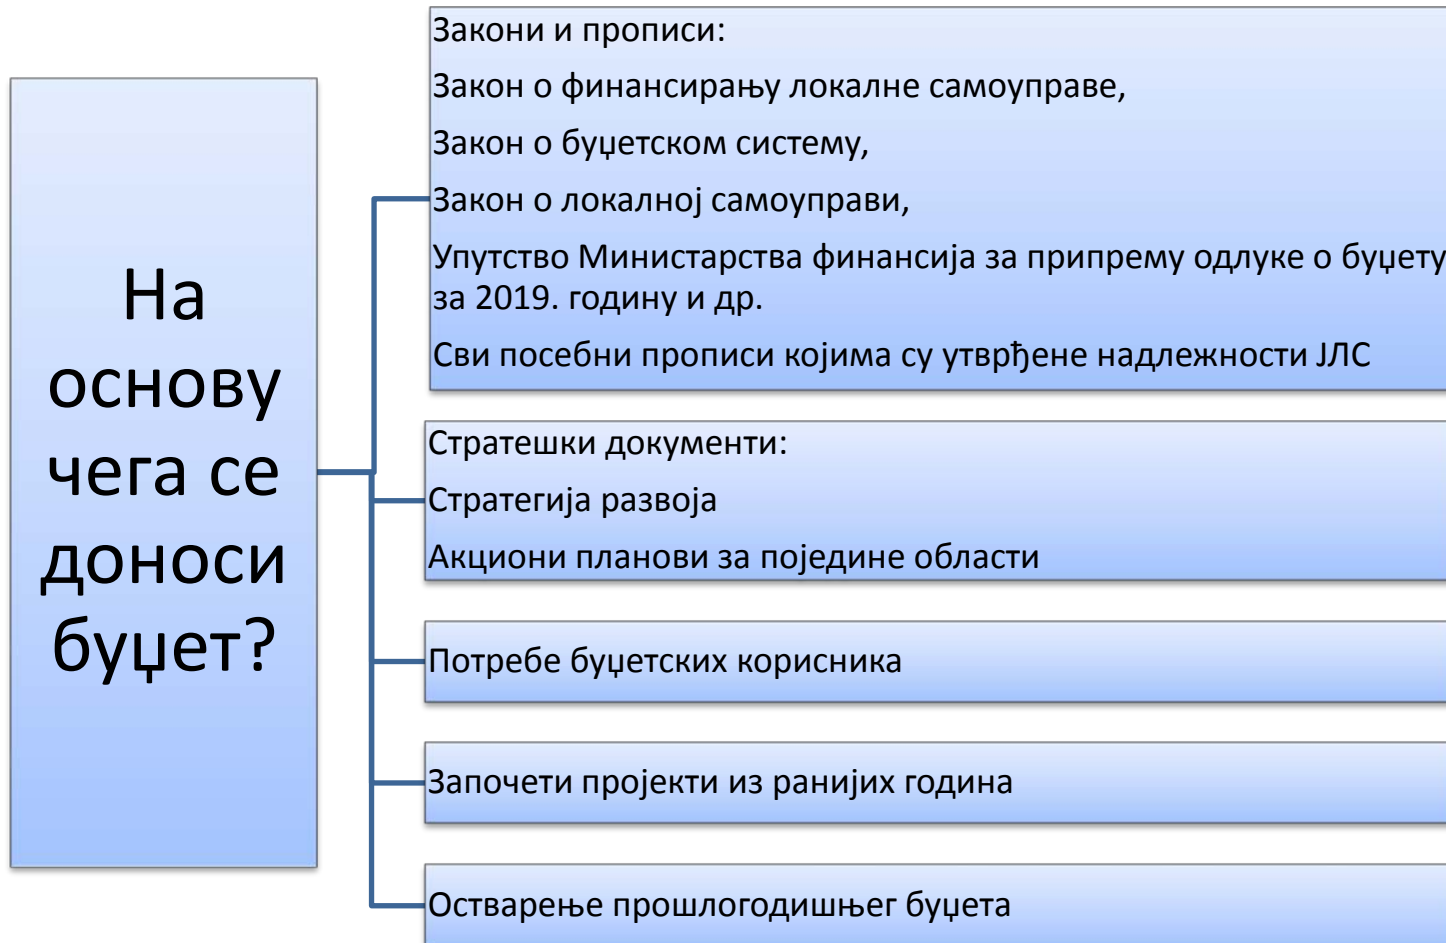 На
основу
чега се
доноси
буџет?
Закони и прописи:
Закон о финансирању локалне самоуправе,
Закон о буџетском систему,
Закон о локалној самоуправи,
Упутство Министарства финансија за припрему одлуке о буџету
за 2019. годину и др.
Сви посебни прописи којима су утврђене надлежности ЈЛС
Стратешки документи:
Стратегија развоја
Акциони планови за поједине области
Потребе буџетских корисника
Започети пројекти из ранијих година
Остварење прошлогодишњег буџета